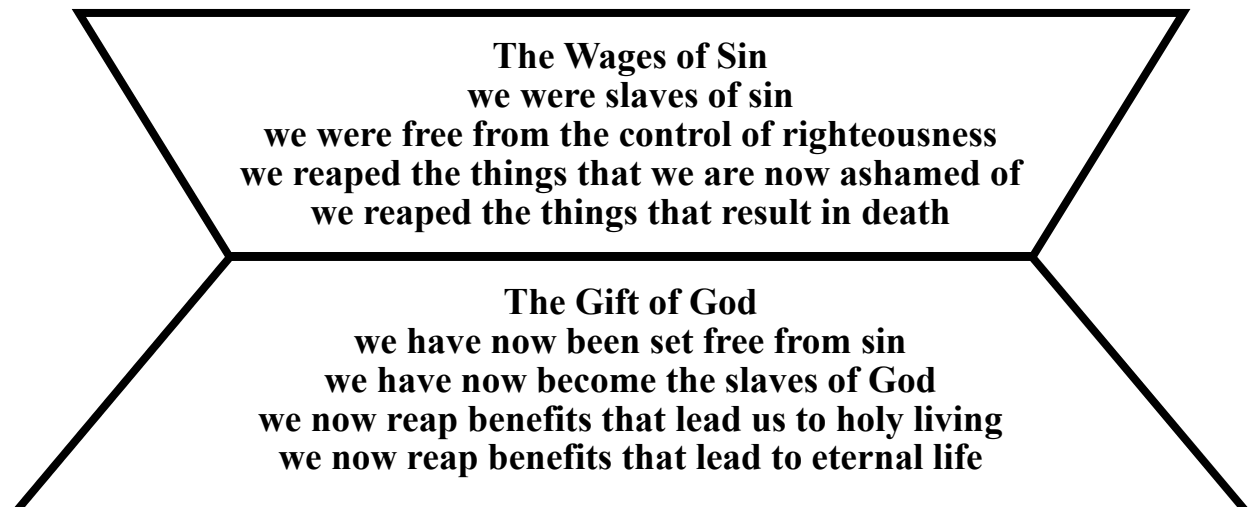 The Wages of Sin
we were slaves of sin
we were free from the control of righteousness
we reaped the things that we are now ashamed of
we reaped the things that result in death
The Gift of God
we have now been set free from sin
we have now become the slaves of God
we now reap benefits that lead us to holy living
we now reap benefits that lead to eternal life